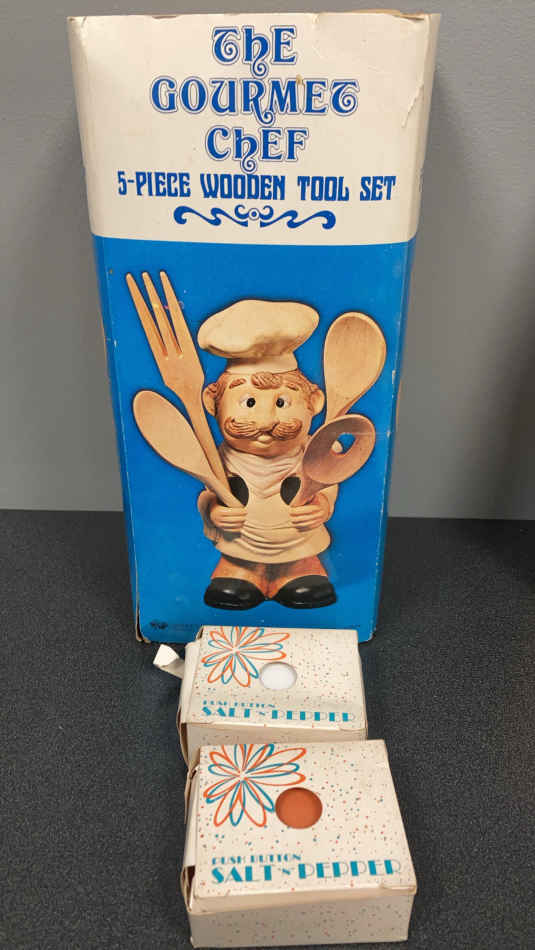 THE
GOURMET
CHEF
5-PIECE WOODEN TOOL SET
PUSH BUTTON
SALT 'N' PEPPER
PUSH BUTTON
SALT 'N' PEPPER